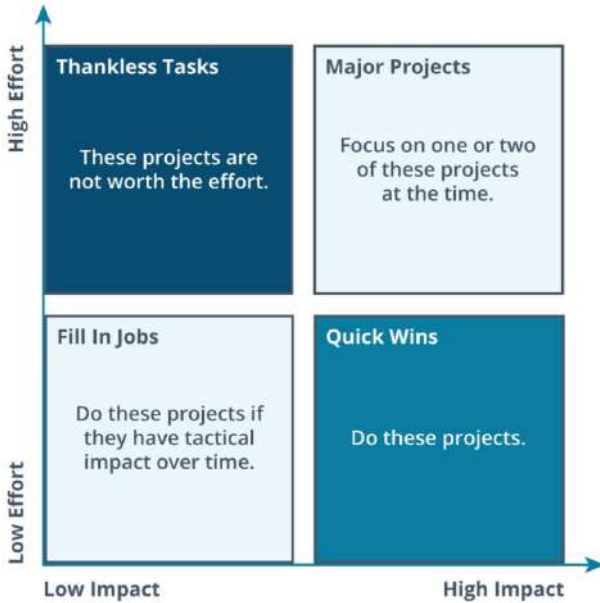 High Effort
Thankless Tasks
These projects are
not worth the effort.
Major Projects
Focus on one or two
of these projects
at the time.
Low Effort
Fill In Jobs
Do these projects if
they have tactical
impact over time.
Quick Wins
Do these projects.
Low Impact
High Impact